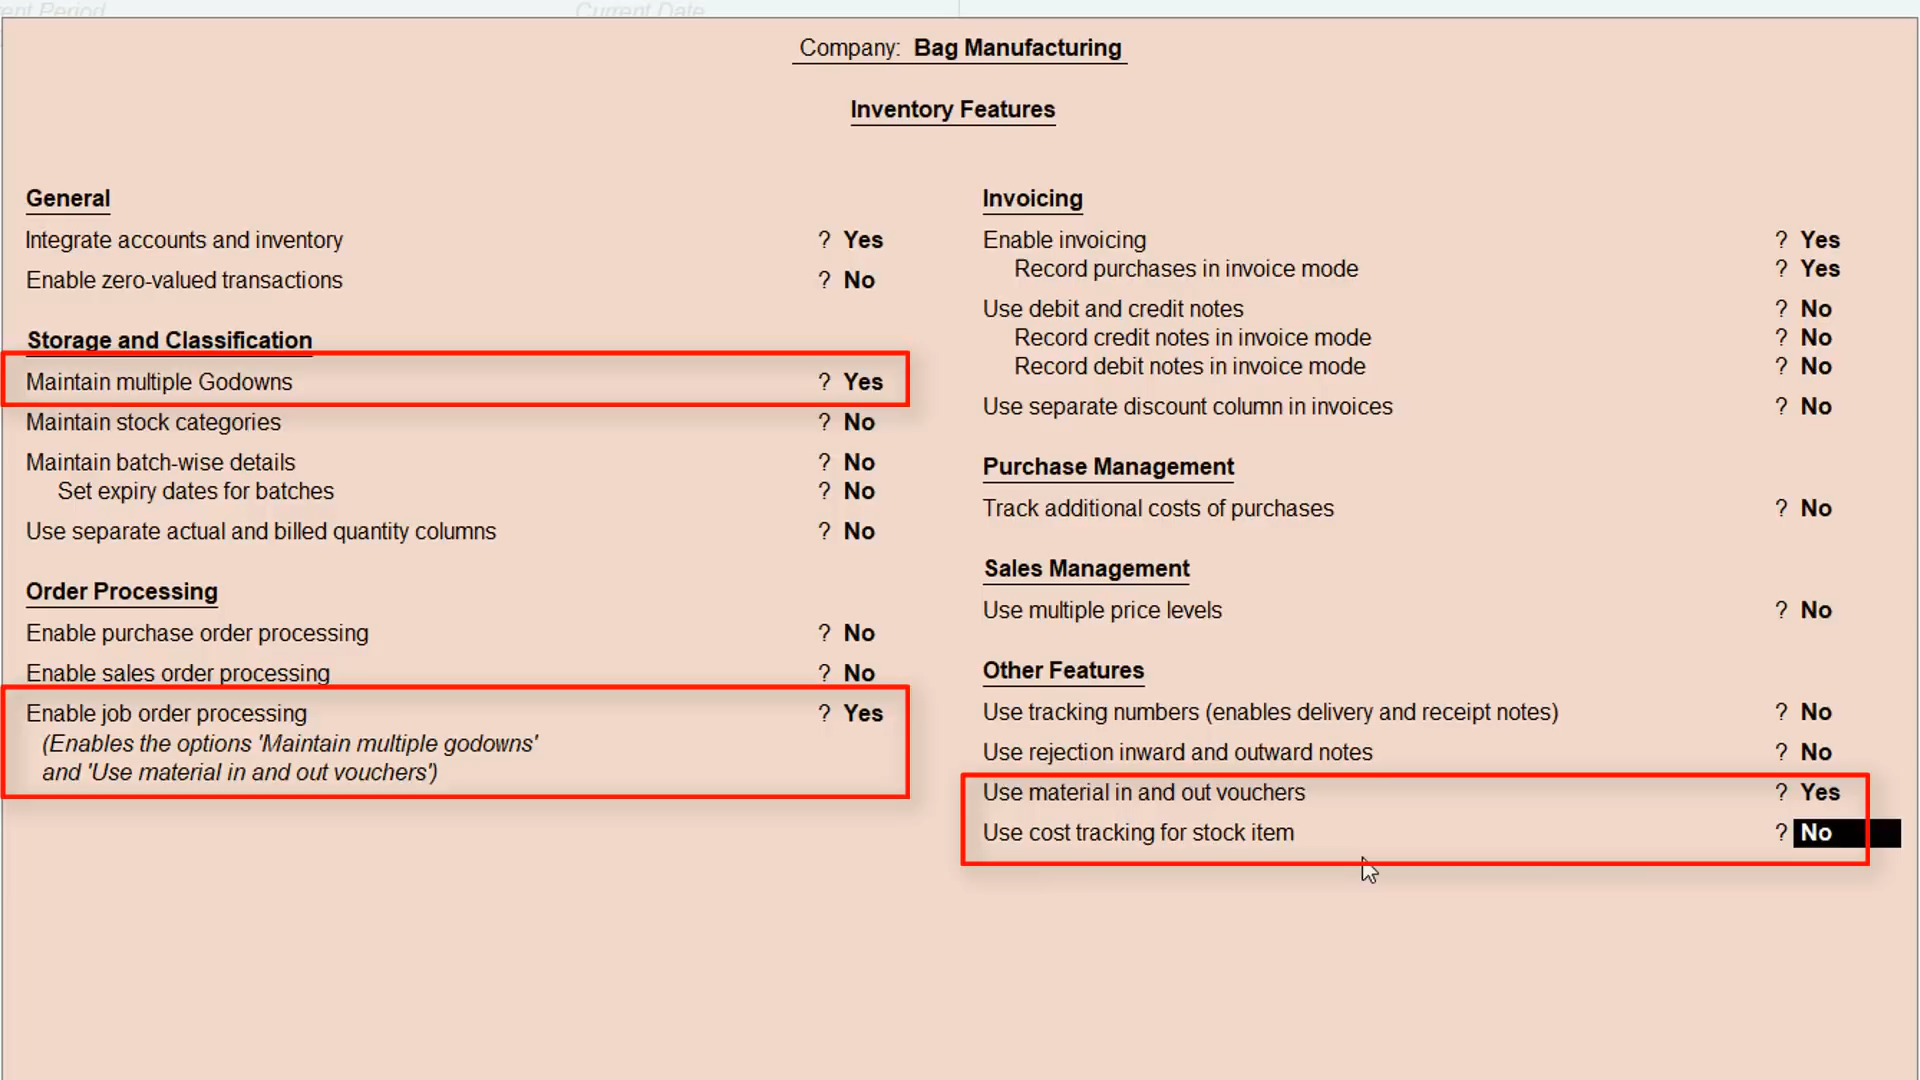 ent Period
Current Date
Company: Bag Manufacturing
Inventory Features
General
Integrate accounts and inventory ? Yes
Enable zero-valued transactions ? No
Storage and Classification
Maintain multiple Godowns ? Yes
Maintain stock categories ? No
Maintain batch-wise details ? No
Set expiry dates for batches ? No
Use separate actual and billed quantity columns ? No
Order Processing
Enable purchase order processing ? No
Enable sales order processing ? No
Enable job order processing ? Yes
(Enables the options 'Maintain multiple godowns'
and 'Use material in and out vouchers')
Invoicing
Enable invoicing ? Yes
Record purchases in invoice mode ? Yes
Use debit and credit notes ? No
Record credit notes in invoice mode ? No
Record debit notes in invoice mode ? No
Use separate discount column in invoices ? No
Purchase Management
Track additional costs of purchases ? No
Sales Management
Use multiple price levels ? No
Other Features
Use tracking numbers (enables delivery and receipt notes) ? No
Use rejection inward and outward notes ? No
Use material in and out vouchers ? Yes
Use cost tracking for stock item ? No